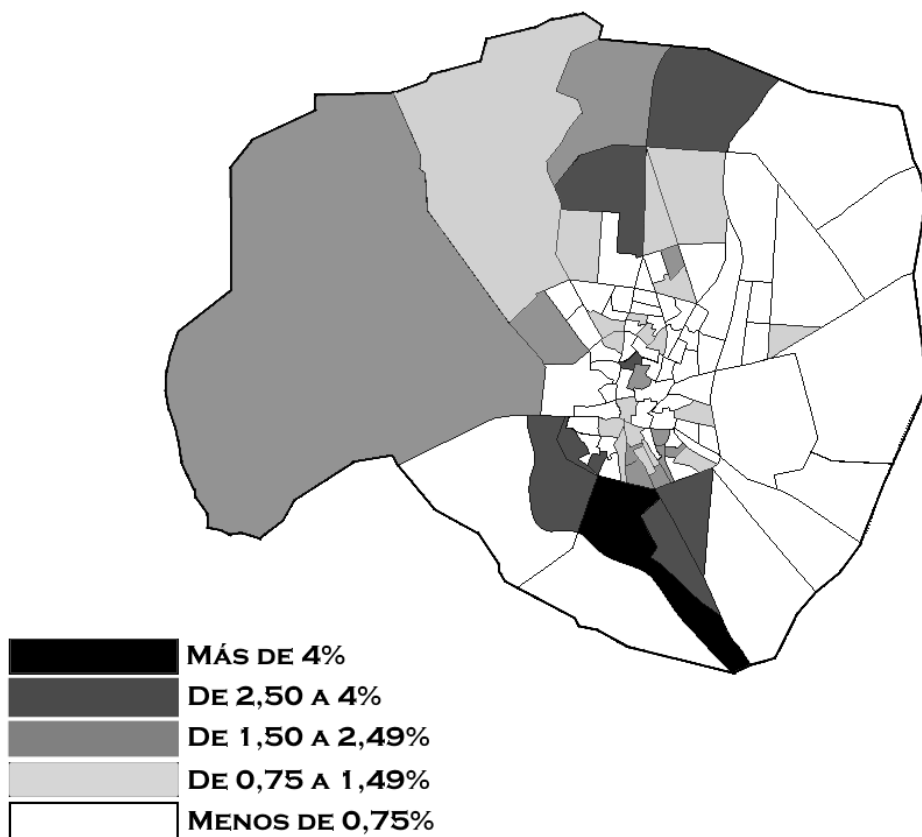 MÁS DE 4%
DE 2,50 A 4%
DE 1,50 A 2,49%
DE 0,75 A 1,49%
MENOS DE 0,75%